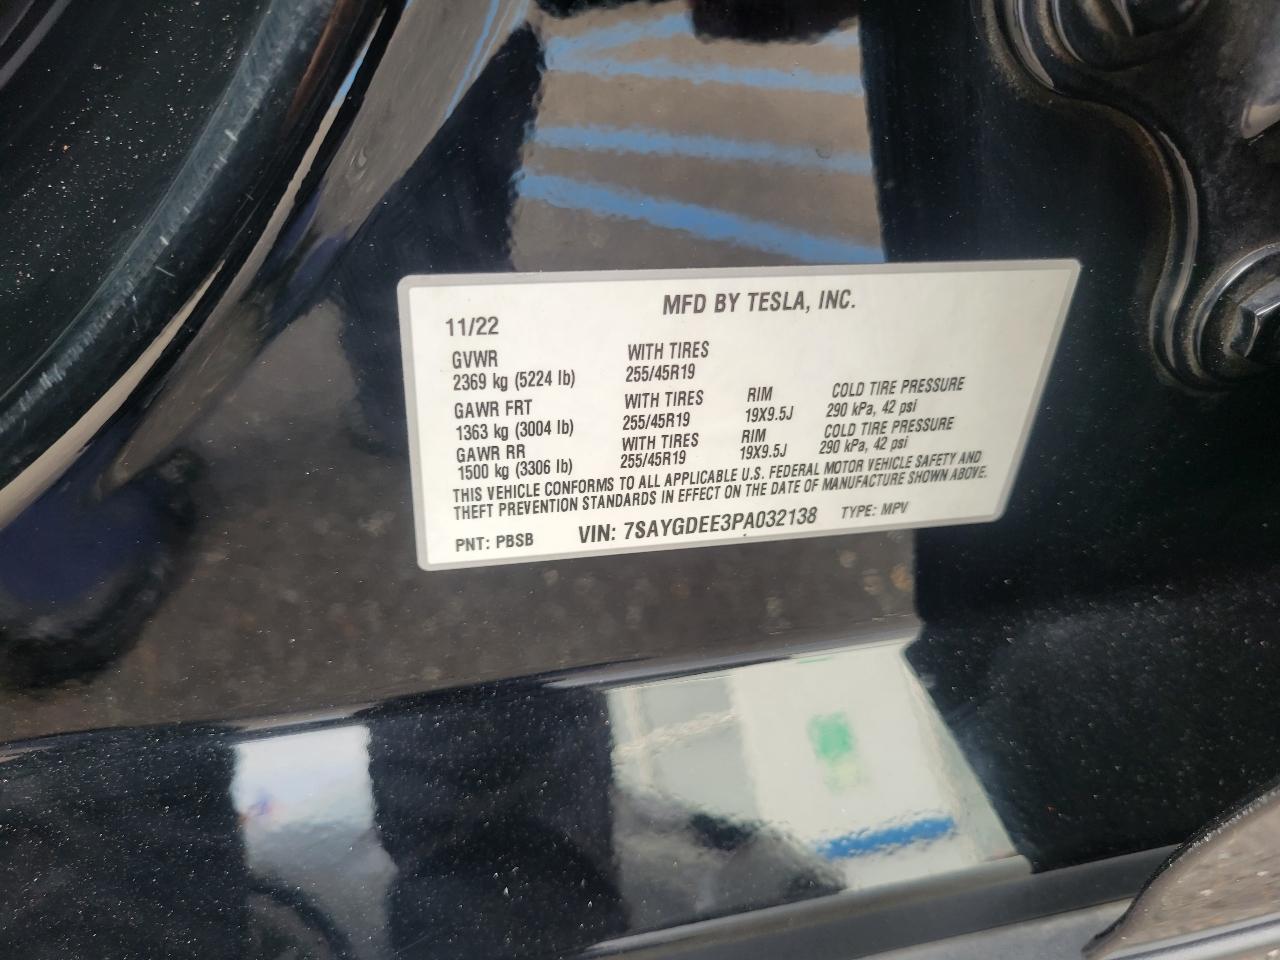 MFD BY TESLA, INC.
11/22
GVWR WITH TIRES
2369 kg (5224 lb) 255/45R19
GAWR FRT WITH TIRES RIM COLD TIRE PRESSURE
1363 kg (3004 lb) 255/45R19 19X9.5J 290 kPa, 42 psi
GAWR RR WITH TIRES RIM COLD TIRE PRESSURE
1500 kg (3306 lb) 255/45R19 19X9.5J 290 kPa, 42 psi
THIS VEHICLE CONFORMS TO ALL APPLICABLE U.S. FEDERAL MOTOR VEHICLE SAFETY AND
THEFT PREVENTION STANDARDS IN EFFECT ON THE DATE OF MANUFACTURE SHOWN ABOVE.
PNT: PBSB VIN: 7SAYGDEE3PA032138 TYPE: MPV